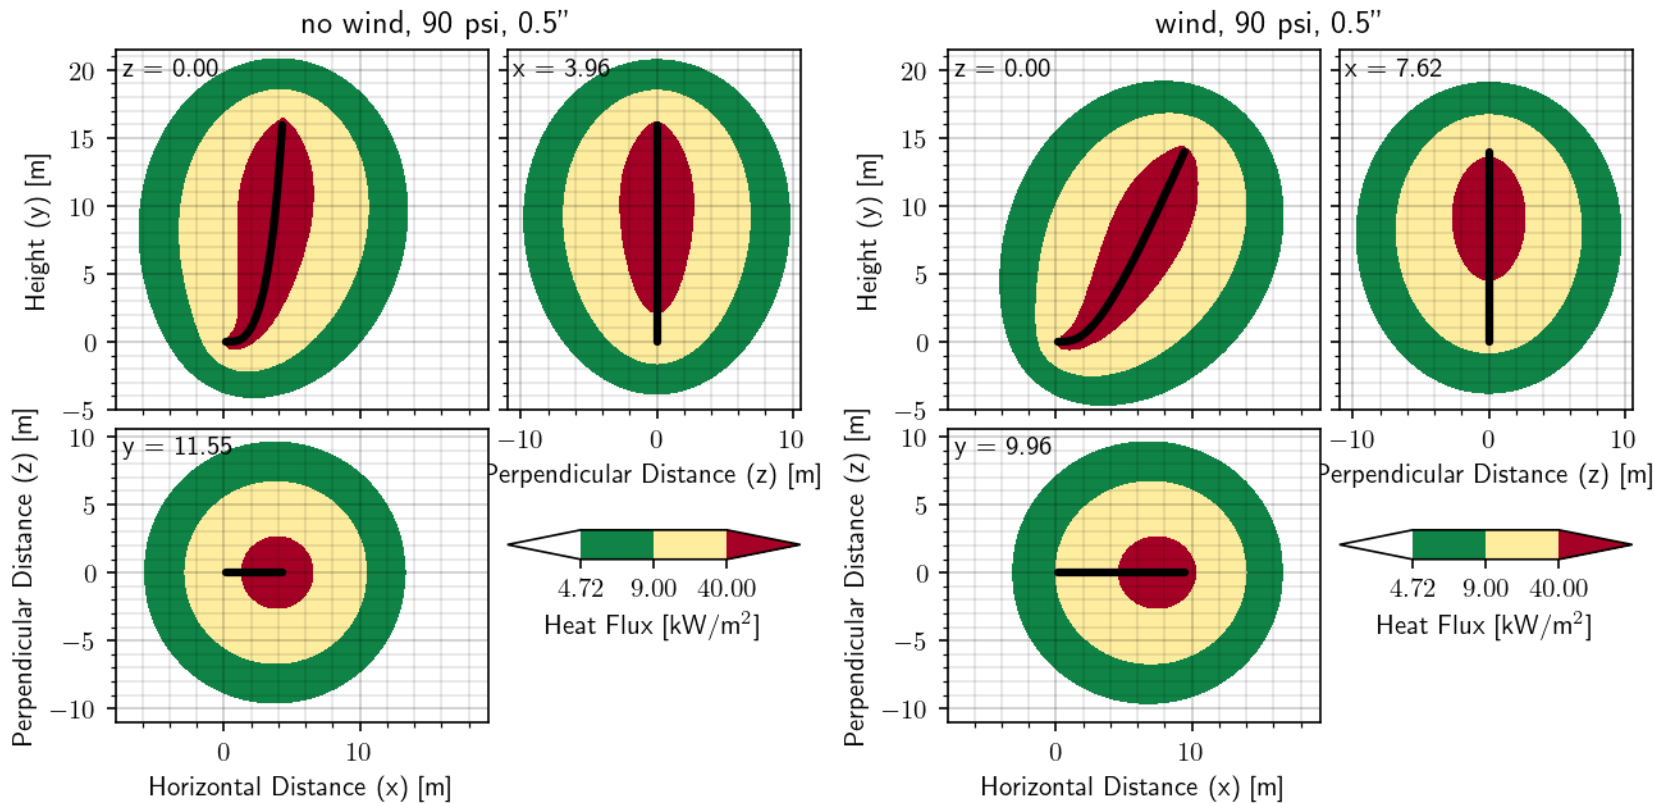 no wind, 90 psi, 0.5”
z = 0.00
x = 3.96
20
15
10
5
0
−5
Height (y) [m]
−10
0
10
Perpendicular Distance (z) [m]
y = 11.55
10
5
0
−5
−10
Perpendicular Distance (z) [m]
0
10
Horizontal Distance (x) [m]
4.72
9.00
40.00
Heat Flux [kW/m²]
wind, 90 psi, 0.5”
z = 0.00
x = 7.62
20
15
10
5
0
−5
Height (y) [m]
−10
0
10
Perpendicular Distance (z) [m]
y = 9.96
10
5
0
−5
−10
Perpendicular Distance (z) [m]
0
10
Horizontal Distance (x) [m]
4.72
9.00
40.00
Heat Flux [kW/m²]